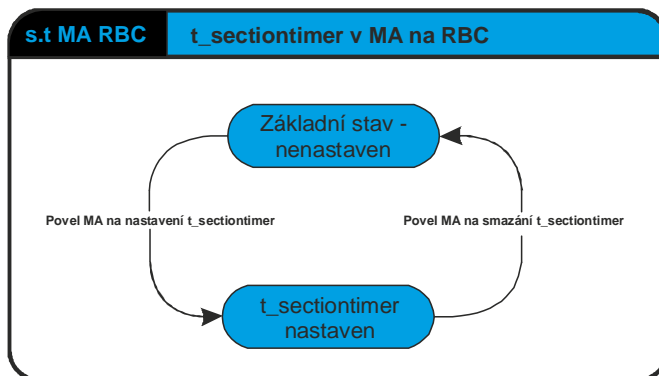 s.t MA RBC
t_sectiontimer v MA na RBC
Základní stav -
nenastaven
Povel MA na nastavení t_sectiontimer
Povel MA na smazání t_sectiontimer
t_sectiontimer
nastaven